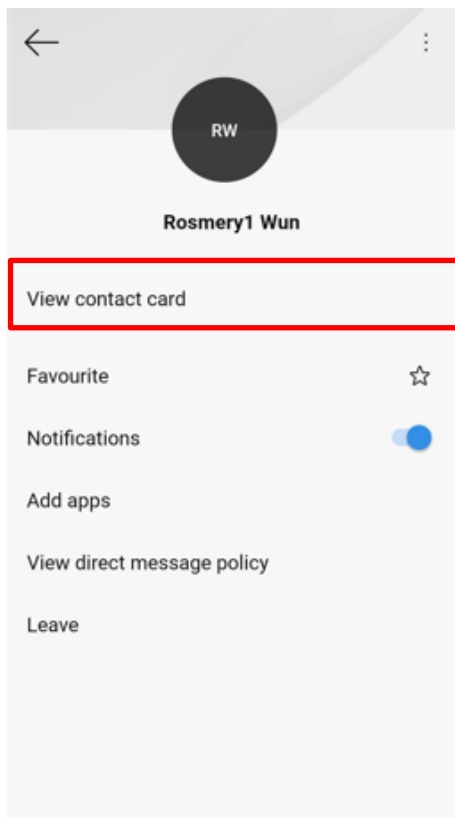 RW
Rosmery1 Wun
View contact card
Favourite
Notifications
Add apps
View direct message policy
Leave